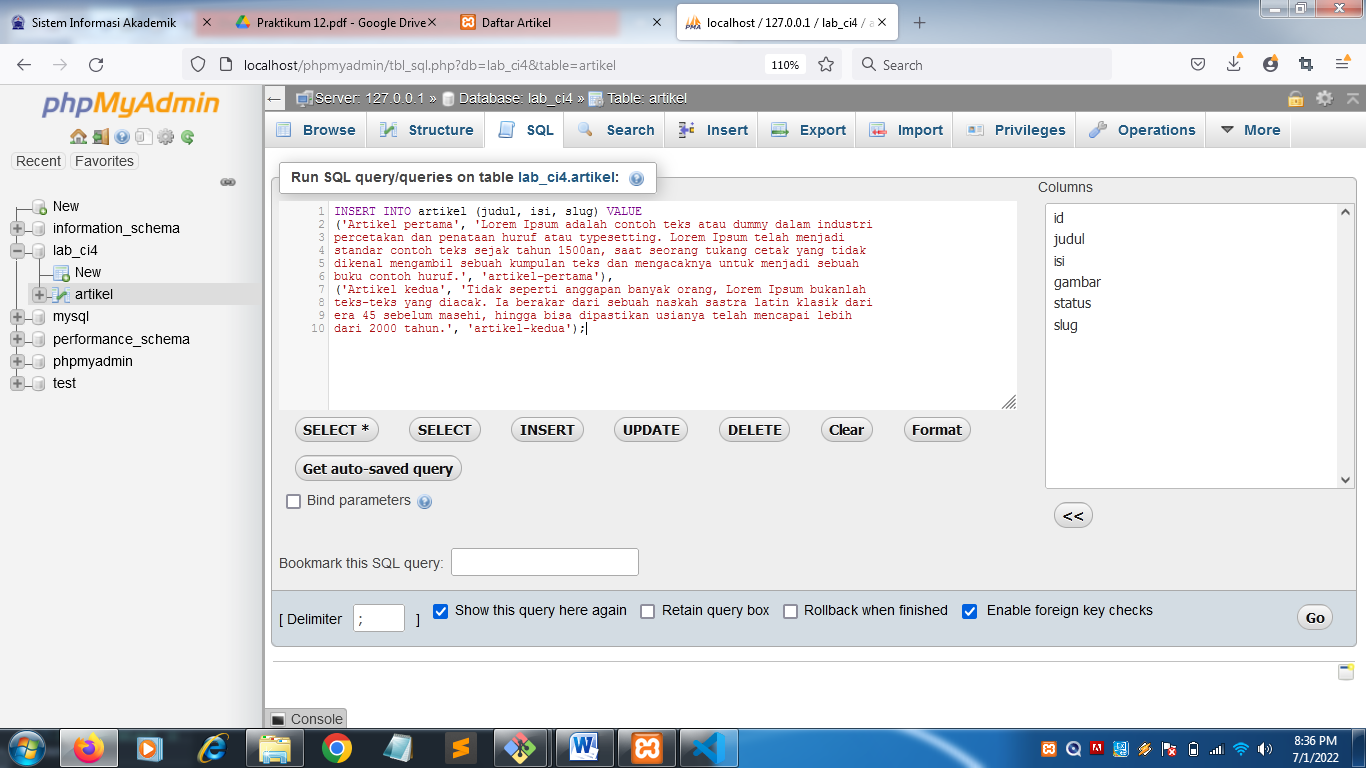 Sistem Informasi Akademik
Praktikum 12.pdf - Google Drive
Daftar Artikel
localhost / 127.0.0.1 / lab_ci4 /
localhost/phpmyadmin/tbl_sql.php?db=lab_ci4&table=artikel
110%
Search
phpMyAdmin
Recent
Favorites
New
information_schema
lab_ci4
New
artikel
mysql
performance_schema
phpmyadmin
test
Server: 127.0.0.1 » Database: lab_ci4 » Table: artikel
Browse
Structure
SQL
Search
Insert
Export
Import
Privileges
Operations
More
Run SQL query/queries on table lab_ci4.artikel:
1 INSERT INTO artikel (judul, isi, slug) VALUE
2 ('Artikel pertama', 'Lorem Ipsum adalah contoh teks atau dummy dalam industri
3 percetakan dan penataan huruf atau typesetting. Lorem Ipsum telah menjadi
4 standar contoh teks sejak tahun 1500an, saat seorang tukang cetak yang tidak
5 dikenal mengambil sebuah kumpulan teks dan mengacaknya untuk menjadi sebuah
6 buku contoh huruf.', 'artikel-pertama'),
7 ('Artikel kedua', 'Tidak seperti anggapan banyak orang, Lorem Ipsum bukanlah
8 teks-teks yang diacak. Ia berakar dari sebuah naskah sastra latin klasik dari
9 era 45 sebelum masehi, hingga bisa dipastikan usianya telah mencapai lebih
10 dari 2000 tahun.', 'artikel-kedua');
Columns
id
judul
isi
gambar
status
slug
<<
SELECT *
SELECT
INSERT
UPDATE
DELETE
Clear
Format
Get auto-saved query
Bind parameters
Bookmark this SQL query:
[ Delimiter ; ]
Show this query here again
Retain query box
Rollback when finished
Enable foreign key checks
Go
Console
8:36 PM
7/1/2022